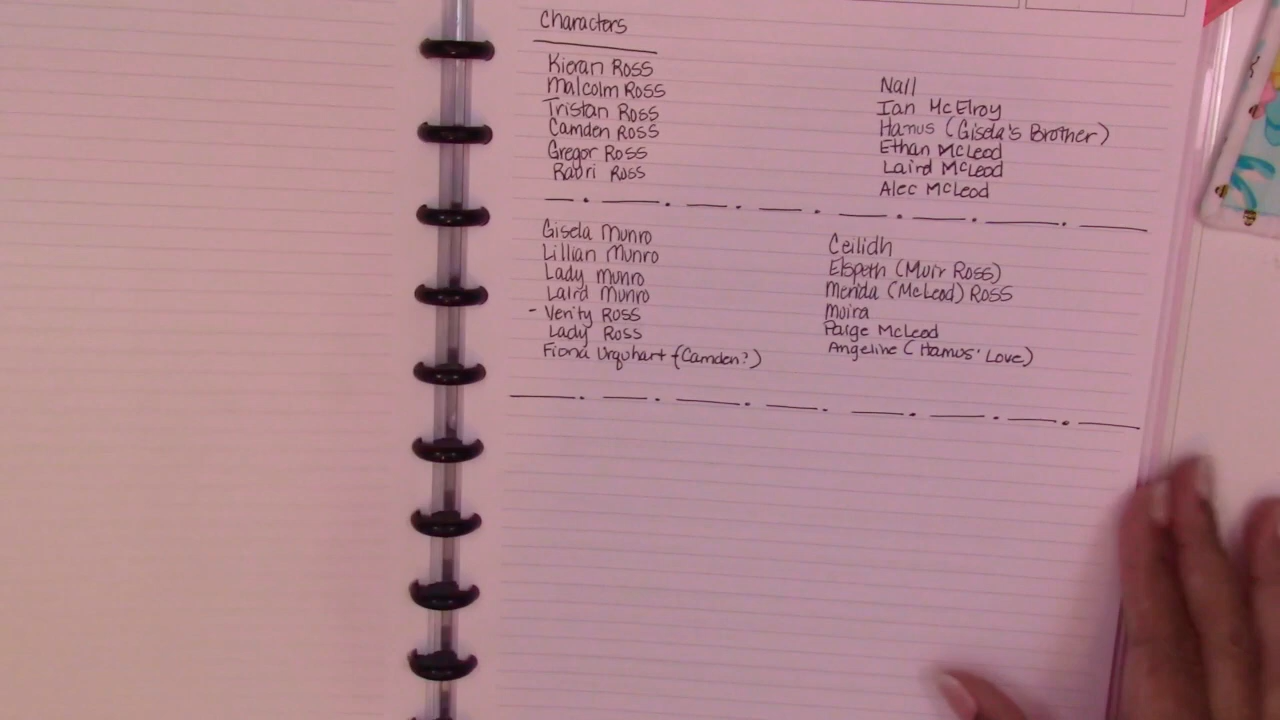 Characters
Kieran Ross
Malcolm Ross
Tristan Ross
Camden Ross
Gregor Ross
Raori Ross
Nall
Ian McElroy
Hamus (Gisela's Brother)
Ethan McLeod
Laird McLeod
Alec McLeod
Gisela Munro
Lillian Munro
Lady Munro
Laird Munro
- Verity Ross
Lady Ross
Fiona Urquhart (Camden?)
Ceilidh
Elspeth (Muir Ross)
Merida (McLeod) Ross
Moira
Paige McLeod
Angeline (Hamus' Love)